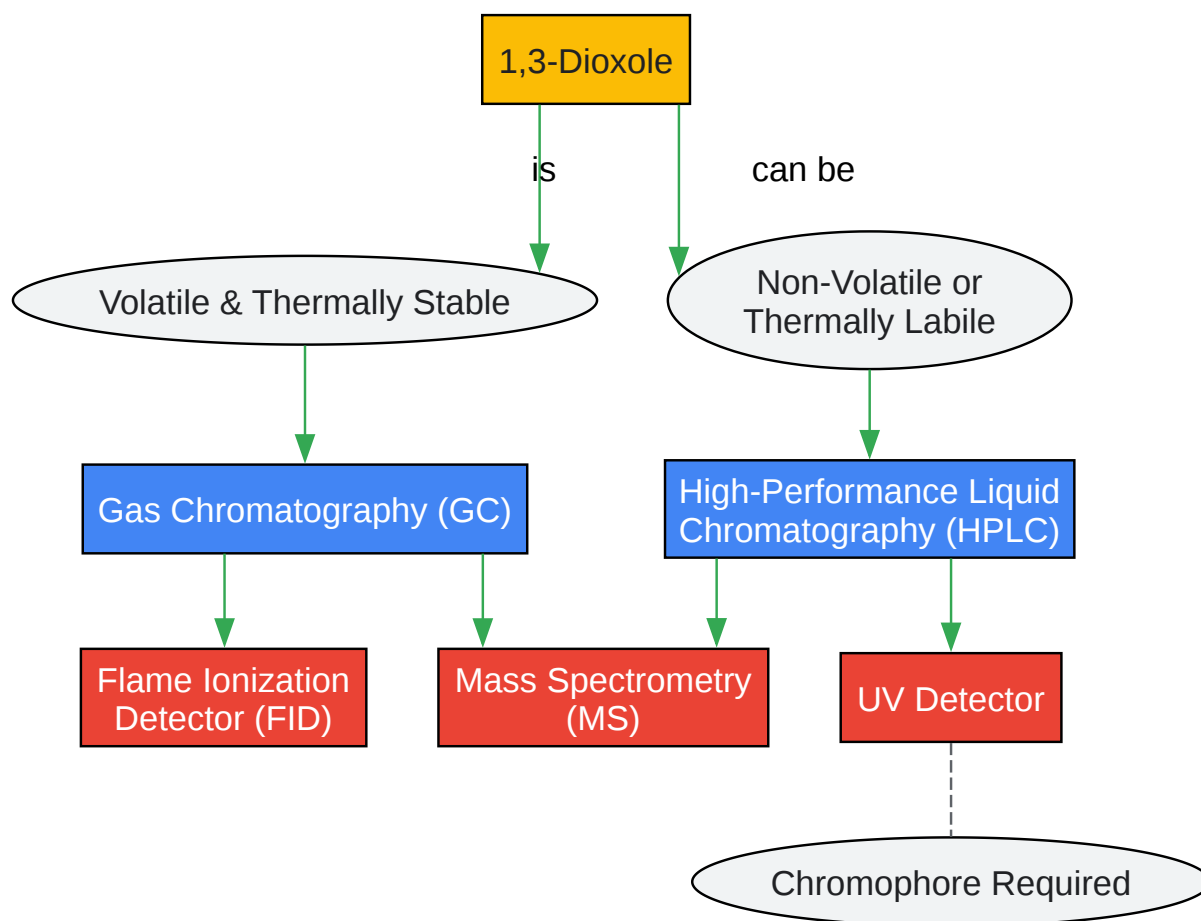 1,3-Dioxole
is
can be
Volatile & Thermally Stable
Non-Volatile or
Thermally Labile
Gas Chromatography (GC)
High-Performance Liquid
Chromatography (HPLC)
Flame Ionization
Detector (FID)
Mass Spectrometry
(MS)
UV Detector
Chromophore Required